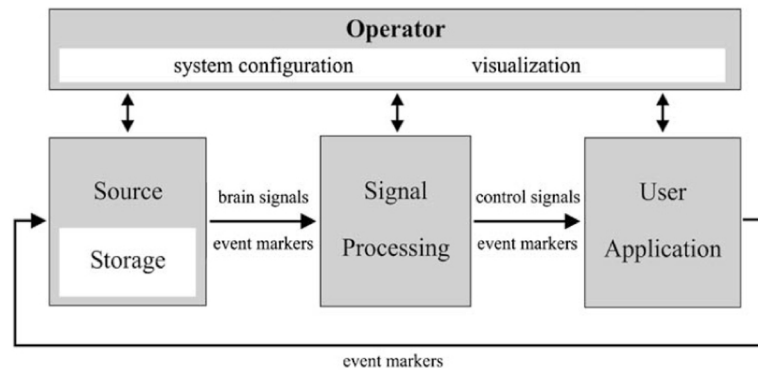 Operator
system configuration visualization
Source
Storage
brain signals
event markers
Signal
Processing
control signals
event markers
User
Application
event markers